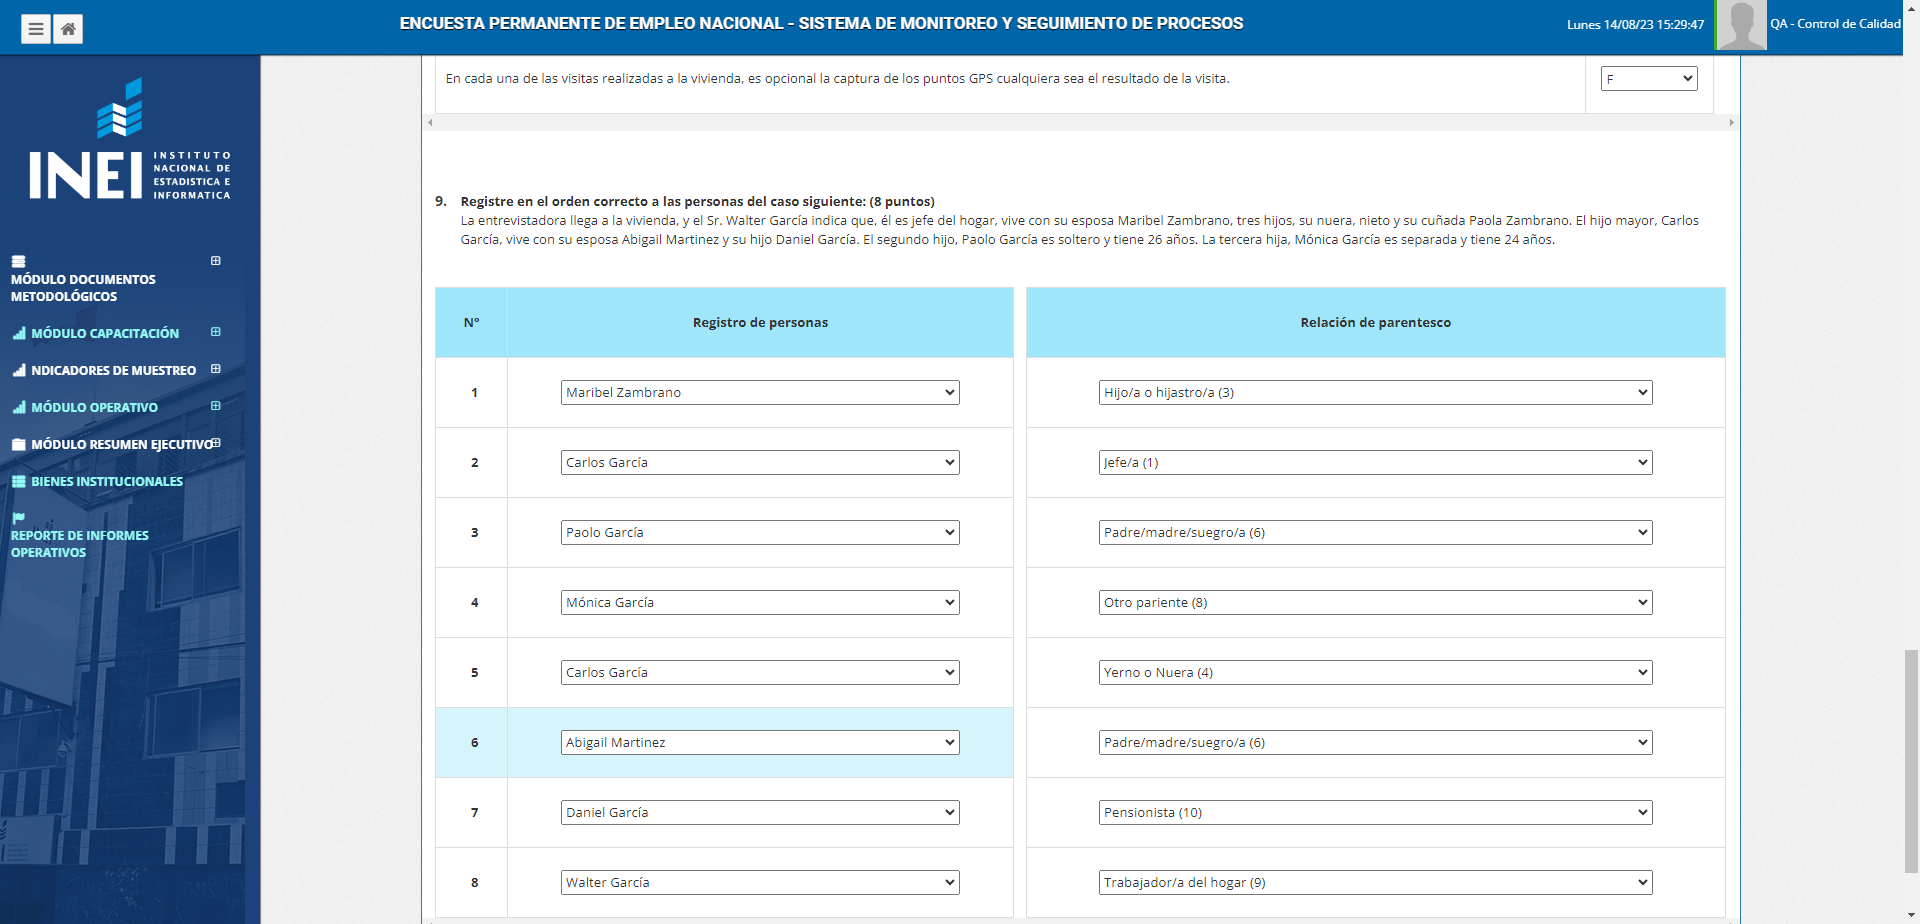 ENCUESTA PERMANENTE DE EMPLEO NACIONAL - SISTEMA DE MONITOREO Y SEGUIMIENTO DE PROCESOS
Lunes 14/08/23 15:29:47
QA - Control de Calidad
INEI
INSTITUTO
NACIONAL DE
ESTADISTICA E
INFORMATICA
MÓDULO DOCUMENTOS
METODOLÓGICOS
MÓDULO CAPACITACIÓN
NDICADORES DE MUESTREO
MÓDULO OPERATIVO
MÓDULO RESUMEN EJECUTIVO
BIENES INSTITUCIONALES
REPORTE DE INFORMES
OPERATIVOS
En cada una de las visitas realizadas a la vivienda, es opcional la captura de los puntos GPS cualquiera sea el resultado de la visita.
F
9. Registre en el orden correcto a las personas del caso siguiente: (8 puntos)
La entrevistadora llega a la vivienda, y el Sr. Walter García indica que, él es jefe del hogar, vive con su esposa Maribel Zambrano, tres hijos, su nuera, nieto y su cuñada Paola Zambrano. El hijo mayor, Carlos
García, vive con su esposa Abigail Martinez y su hijo Daniel García. El segundo hijo, Paolo García es soltero y tiene 26 años. La tercera hija, Mónica García es separada y tiene 24 años.
N° Registro de personas Relación de parentesco
1 Maribel Zambrano Hijo/a o hijastro/a (3)
2 Carlos García Jefe/a (1)
3 Paolo García Padre/madre/suegro/a (6)
4 Mónica García Otro pariente (8)
5 Carlos García Yerno o Nuera (4)
6 Abigail Martinez Padre/madre/suegro/a (6)
7 Daniel García Pensionista (10)
8 Walter García Trabajador/a del hogar (9)